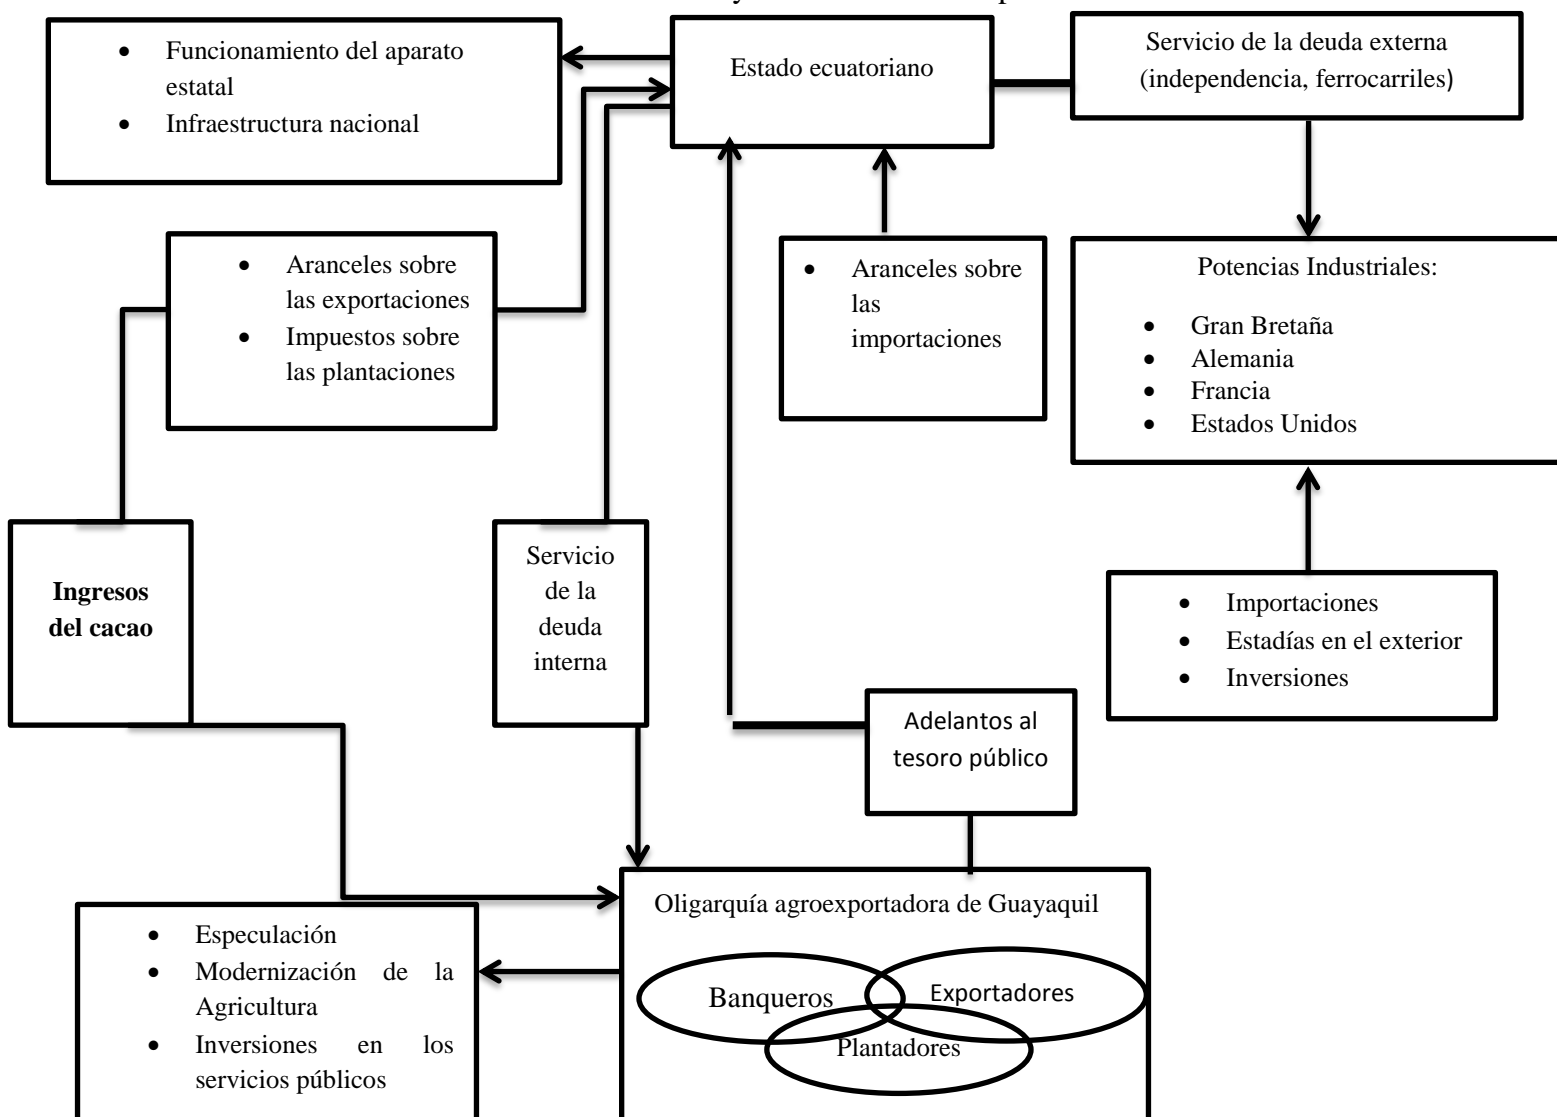 • Funcionamiento del aparato
estatal
• Infraestructura nacional
Estado ecuatoriano
Servicio de la deuda externa
(independencia, ferrocarriles)
• Aranceles sobre
las exportaciones
• Impuestos sobre
las plantaciones
• Aranceles sobre
las
importaciones
Potencias Industriales:
• Gran Bretaña
• Alemania
• Francia
• Estados Unidos
Ingresos
del cacao
Servicio
de la
deuda
interna
• Importaciones
• Estadías en el exterior
• Inversiones
Adelantos al
tesoro público
Oligarquía agroexportadora de Guayaquil
Banqueros
Exportadores
Plantadores
• Especulación
• Modernización de la
Agricultura
• Inversiones en los
servicios públicos